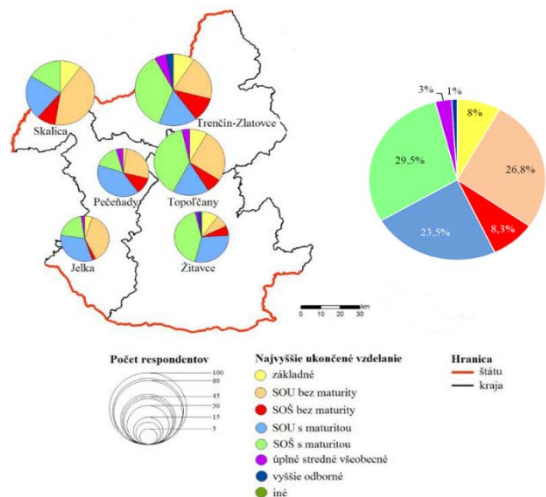 Skalica
Trenčín-Zlatovce
Pečeňady
Topoľčany
Jelka
Žitavce
3%
1%
8%
29,5%
26,8%
23,5%
8,3%
0 10 20 30 km
Počet respondentov
100
80
45
30
15
5
Najvyššie ukončené vzdelanie
základné
SOU bez maturity
SOŠ bez maturity
SOU s maturitou
SOŠ s maturitou
úplné stredné všeobecné
vyššie odborné
iné
Hranica
štátu
kraja